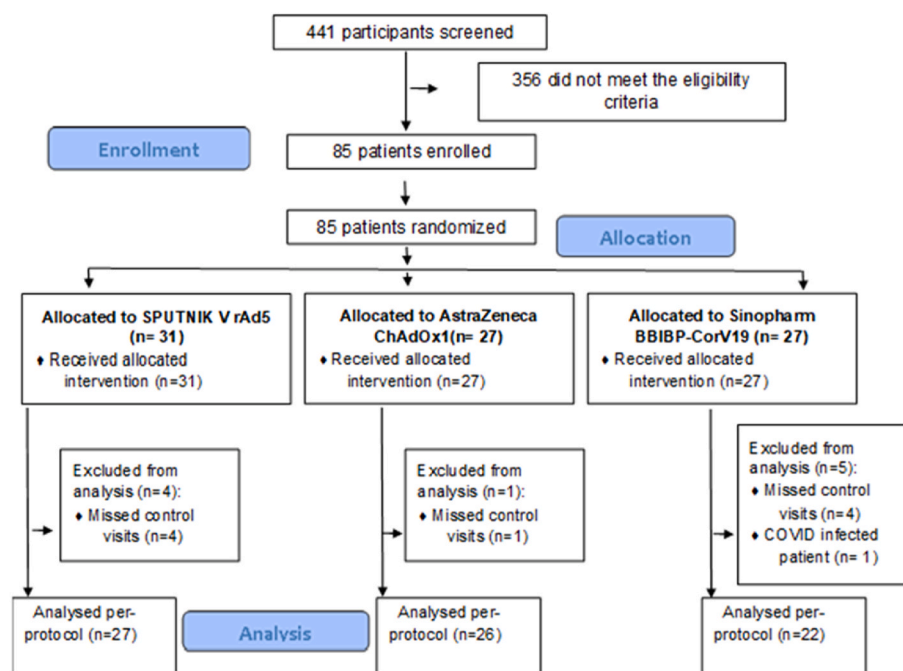 441 participants screened
356 did not meet the eligibility
criteria
Enrollment
85 patients enrolled
85 patients randomized
Allocation
Allocated to SPUTNIK V rAd5
(n= 31)
♦ Received allocated
intervention (n=31)
Allocated to AstraZeneca
ChAdOx1(n= 27)
♦ Received allocated
intervention (n=27)
Allocated to Sinopharm
BBIBP-CorV19 (n= 27)
♦ Received allocated
intervention (n=27)
Excluded from
analysis (n=4):
♦ Missed control
visits (n=4)
Excluded from
analysis (n=1):
♦ Missed control
visits (n=1)
Excluded from
analysis (n=5):
♦ Missed control
visits (n=4)
♦ COVID infected
patient (n= 1)
Analysed per-
protocol (n=27)
Analysis
Analysed per-
protocol (n=26)
Analysed per-
protocol (n=22)